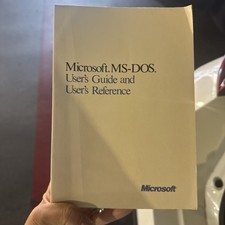 Microsoft. MS-DOS.
User's Guide and
User's Reference
Microsoft